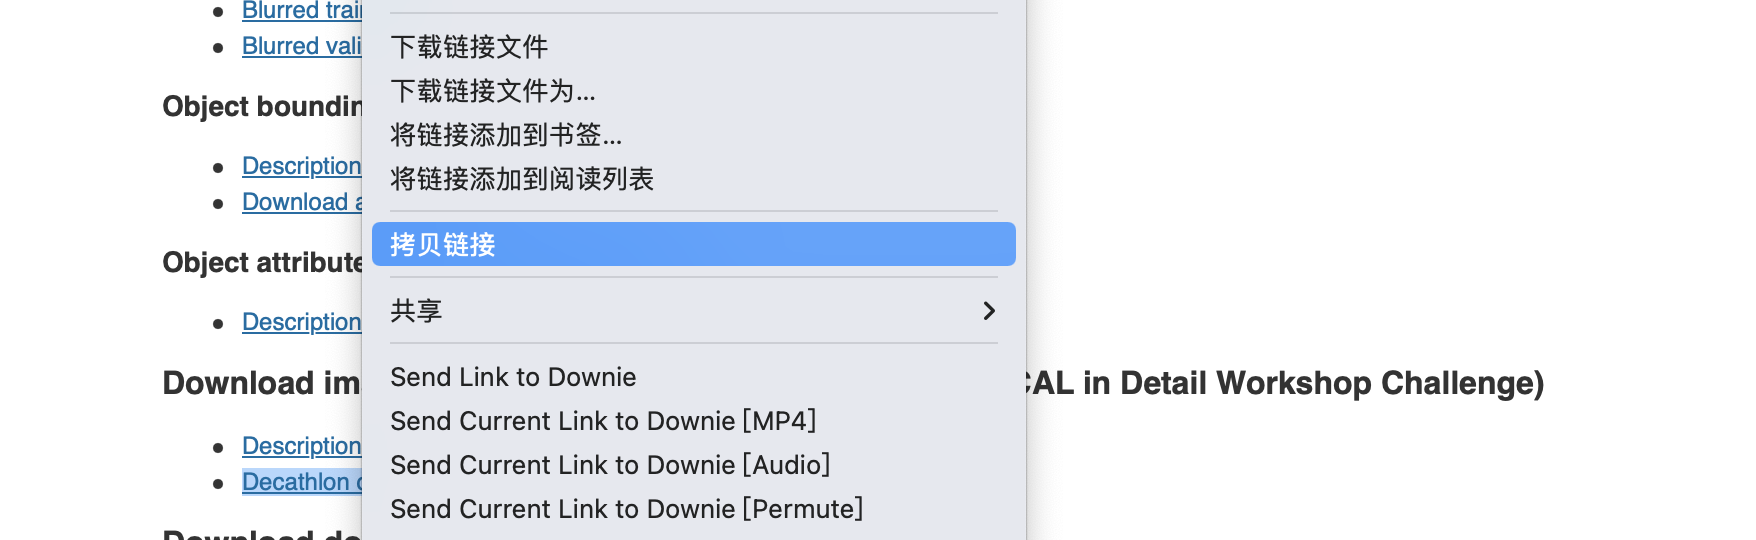 Blurred trai
Blurred vali
Object boundin
Description
Download a
Object attribute
Description
Download im
CAL in Detail Workshop Challenge)
Description
Decathlon
下载链接文件
下载链接文件为...
将链接添加到书签...
将链接添加到阅读列表
拷贝链接
共享
Send Link to Downie
Send Current Link to Downie [MP4]
Send Current Link to Downie [Audio]
Send Current Link to Downie [Permute]